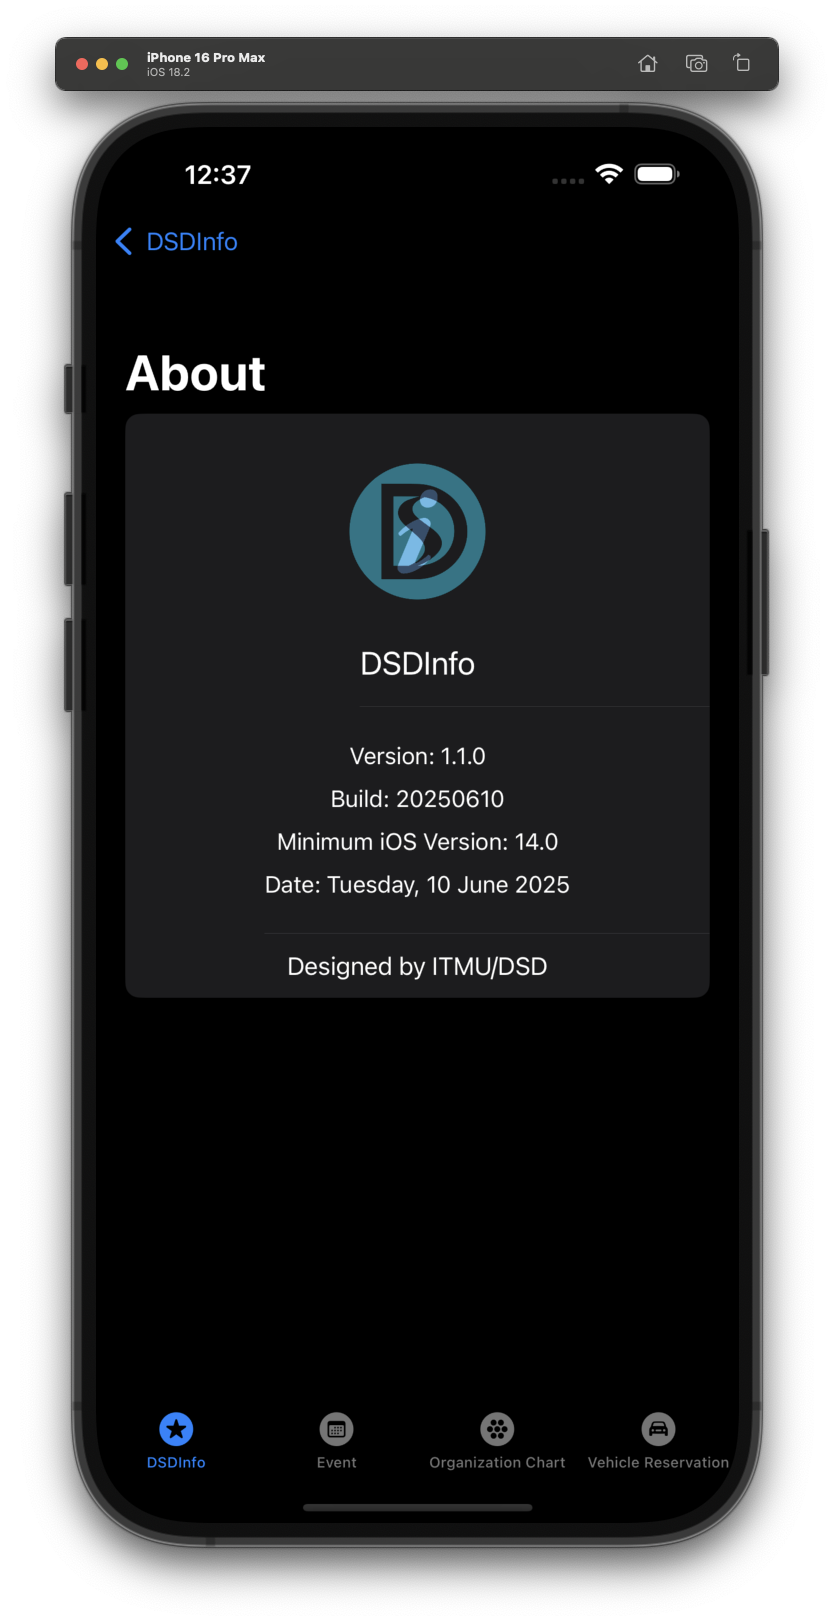 iPhone 16 Pro Max
iOS 18.2
12:37
DSDInfo
About
DSDInfo
Version: 1.1.0
Build: 20250610
Minimum iOS Version: 14.0
Date: Tuesday, 10 June 2025
Designed by ITMU/DSD
DSDInfo
Event
Organization Chart
Vehicle Reservation